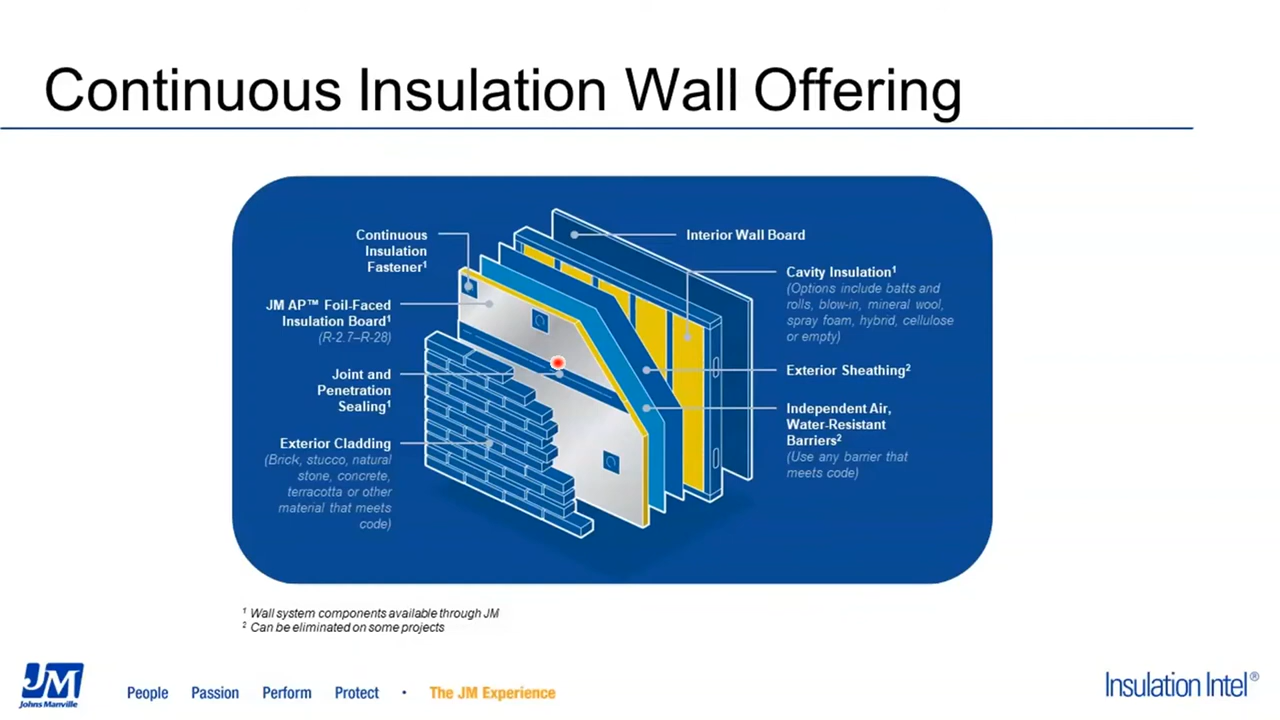 Continuous Insulation Wall Offering
Continuous
Insulation
Fastener¹
JM AP™ Foil-Faced
Insulation Board¹
(R-2.7–R-28)
Joint and
Penetration
Sealing¹
Exterior Cladding
(Brick, stucco, natural
stone, concrete,
terracotta or other
material that meets
code)
Interior Wall Board
Cavity Insulation¹
(Options include batts and
rolls, blow-in, mineral wool,
spray foam, hybrid, cellulose
or empty)
Exterior Sheathing²
Independent Air,
Water-Resistant
Barriers²
(Use any barrier that
meets code)
¹ Wall system components available through JM
² Can be eliminated on some projects
JM
Johns Manville
People Passion Perform Protect • The JM Experience
Insulation Intel®